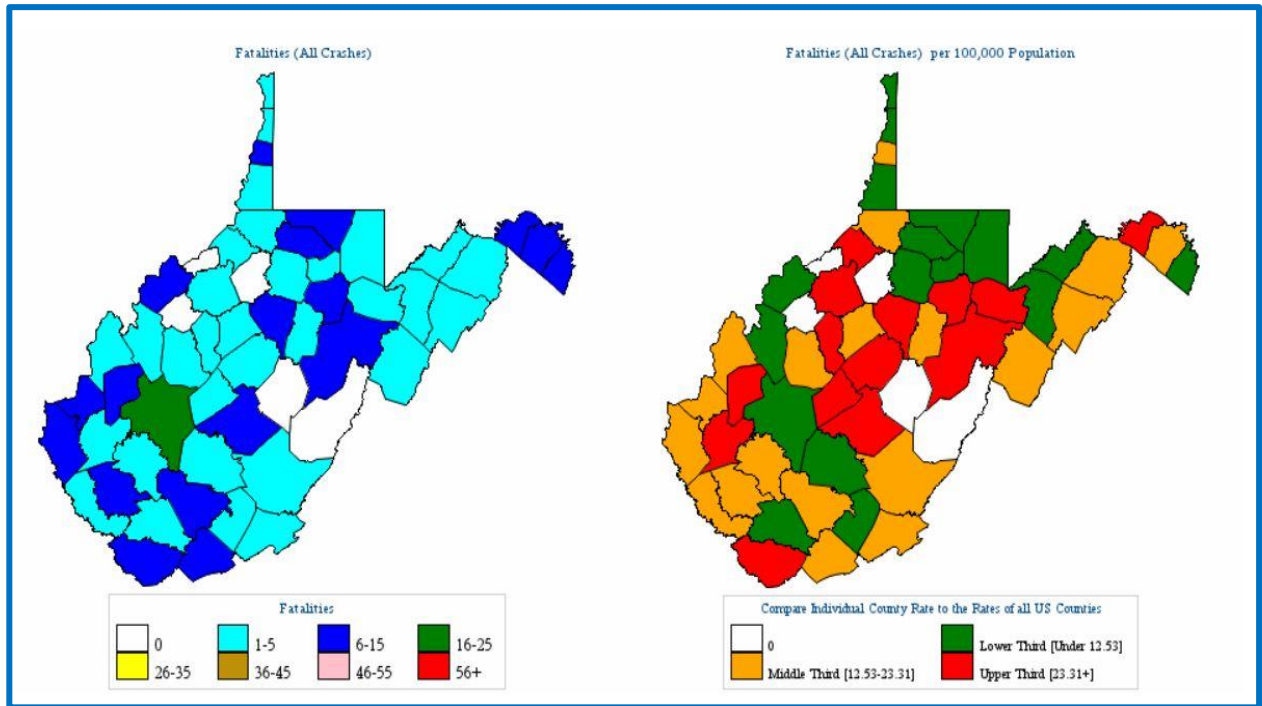 Fatalities (All Crashes)
Fatalities (All Crashes) per 100,000 Population
Fatalities
0
1-5
6-15
16-25
26-35
36-45
46-55
56+
Compare Individual County Rate to the Rates of all US Counties
0
Lower Third [Under 12.53]
Middle Third [12.53-23.31]
Upper Third [23.31+]